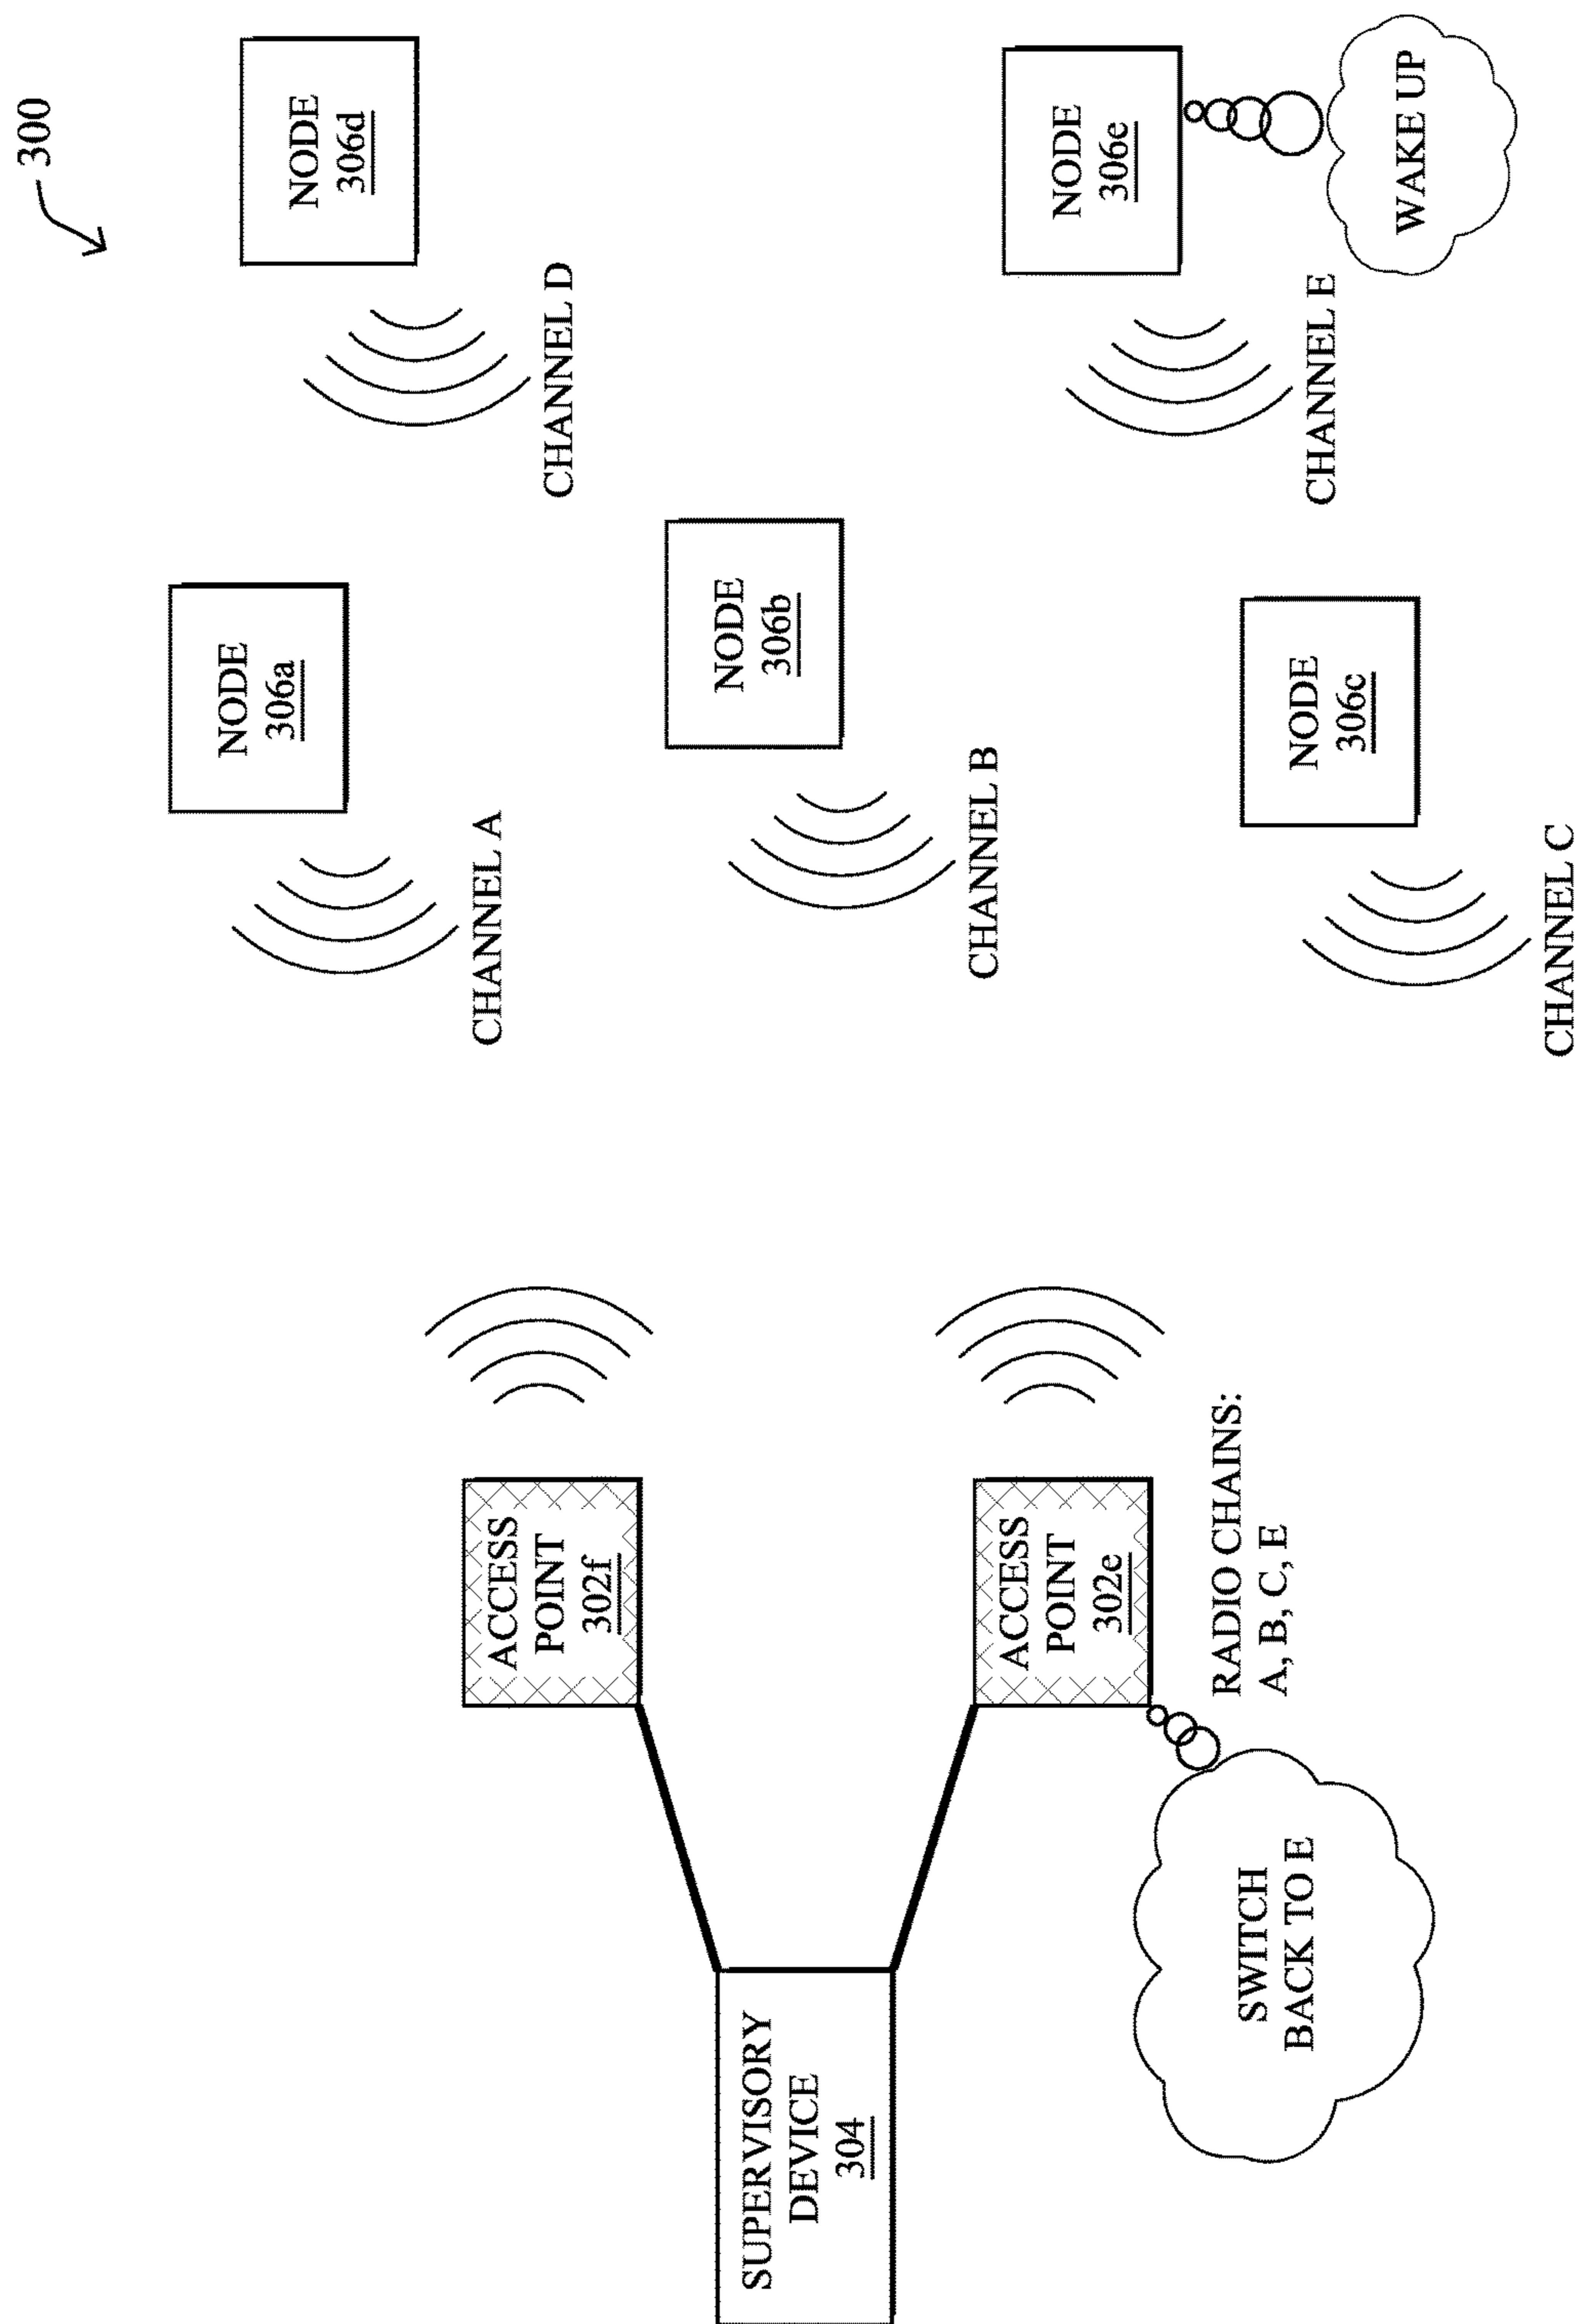 300
NODE
306d
CHANNEL D
NODE
306a
CHANNEL A
NODE
306b
CHANNEL B
NODE
306e
CHANNEL E
WAKE UP
NODE
306c
CHANNEL C
ACCESS
POINT
302f
SUPERVISORY
DEVICE
304
ACCESS
POINT
302e
RADIO CHAINS:
A, B, C, E
SWITCH
BACK TO E